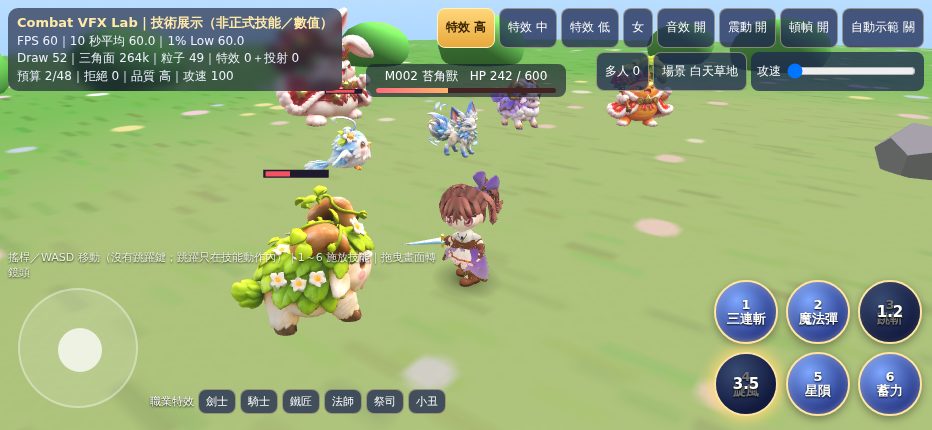 Combat VFX Lab｜技術展示（非正式技能／數值）
FPS 60｜10 秒平均 60.0｜1% Low 60.0
Draw 52｜三角面 264k｜粒子 49｜特效 0＋投射 0
預算 2/48｜拒絕 0｜品質 高｜攻速 100
特效 高
特效 中
特效 低
女
音效 開
震動 開
頓幀 開
自動示範 關
M002 苔角獸 HP 242 / 600
多人 0
場景 白天草地
攻速
搖桿／WASD 移動（沒有跳躍鍵；跳躍只在技能動作內）｜1～6 施放技能｜拖曳畫面轉
鏡頭
1
三連斬
2
魔法彈
3
1.2
跳斬
4
3.5
旋風
5
星隕
6
蓄力
職業特效
劍士
騎士
鐵匠
法師
祭司
小丑